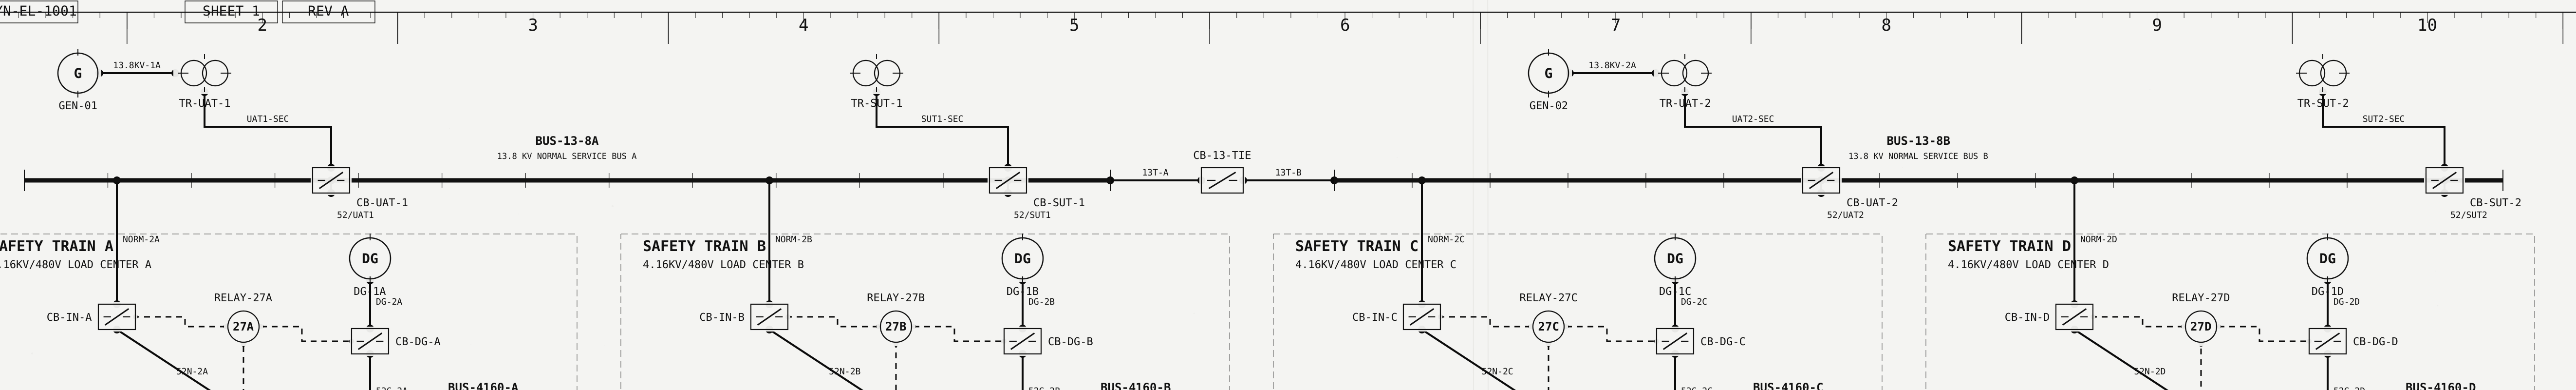 YN-EL-1001 SHEET 1 REV A
2 3 4 5 6 7 8 9 10
G 13.8KV-1A G 13.8KV-2A
GEN-01 TR-UAT-1 TR-SUT-1 GEN-02 TR-UAT-2 TR-SUT-2
UAT1-SEC SUT1-SEC UAT2-SEC SUT2-SEC
BUS-13-8A BUS-13-8B
13.8 KV NORMAL SERVICE BUS A CB-13-TIE 13.8 KV NORMAL SERVICE BUS B
13T-A 13T-B
CB-UAT-1 CB-SUT-1 CB-UAT-2 CB-SUT-2
52/UAT1 52/SUT1 52/UAT2 52/SUT2
NORM-2A NORM-2B NORM-2C NORM-2D
AFETY TRAIN A SAFETY TRAIN B SAFETY TRAIN C SAFETY TRAIN D
.16KV/480V LOAD CENTER A 4.16KV/480V LOAD CENTER B 4.16KV/480V LOAD CENTER C 4.16KV/480V LOAD CENTER D
DG DG DG DG
DG-1A DG-1B DG-1C DG-1D
RELAY-27A DG-2A RELAY-27B DG-2B RELAY-27C DG-2C RELAY-27D DG-2D
CB-IN-A CB-IN-B CB-IN-C CB-IN-D
27A 27B 27C 27D
CB-DG-A CB-DG-B CB-DG-C CB-DG-D
52N-2A 52N-2B 52N-2C 52N-2D
BUS-4160-A BUS-4160-B BUS-4160-C BUS-4160-D